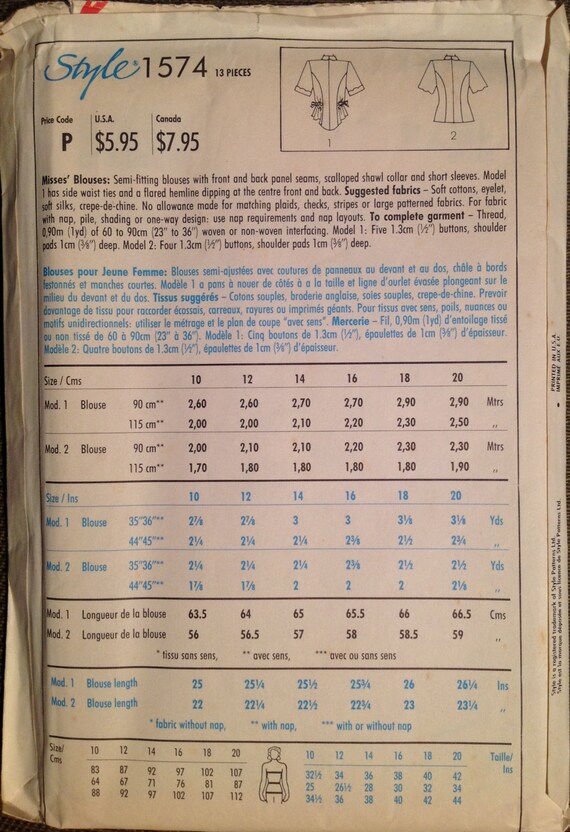 Style 1574 13 PIECES
Price Code
P
U.S.A.
$5.95
Canada
$7.95
1
2
Misses' Blouses: Semi-fitting blouses with front and back panel seams, scalloped shawl collar and short sleeves. Model
1 has side waist ties and a flared hemline dipping at the centre front and back. Suggested fabrics – Soft cottons, eyelet,
soft silks, crepe-de-chine. No allowance made for matching plaids, checks, stripes or large patterned fabrics. For fabric
with nap, pile, shading or one-way design: use nap requirements and nap layouts. To complete garment – Thread,
0,90m (1yd) of 60 to 90cm (23" to 36") woven or non-woven interfacing. Model 1: Five 1.3cm (½") buttons, shoulder
pads 1cm (⅜") deep. Model 2: Four 1.3cm (½") buttons, shoulder pads 1cm (⅜") deep.
Blouses pour Jeune Femme: Blouses semi-ajustées avec coutures de panneaux au devant et au dos, châle à bords
festonnés et manches courtes. Modèle 1 a pans à nouer de côté à la taille et ligne d'ourlet évasée plongeant sur le
milieu du devant et du dos. Tissus suggérés – Cotons souples, broderie anglaise, soies souples, crepe-de-chine. Prevoir
davantage de tissu pour raccorder écossais, carreaux, rayures ou imprimés géants. Pour tissus avec sens, poils, nuances ou
motifs unidirectionnels: utiliser le métrage et le plan de coupe "avec sens". Mercerie – Fil, 0,90m (1yd) d'entoilage tissé
ou non tissé de 60 à 90cm (23" à 36"). Modèle 1: Cinq boutons de 1.3cm (½"), épaulettes de 1cm (⅜") d'épaisseur.
Modèle 2: Quatre boutons de 1.3cm (½"), épaulettes de 1cm (⅜") d'épaisseur.
Size / Cms 10 12 14 16 18 20
Mod. 1 Blouse 90 cm** 2,60 2,60 2,70 2,70 2,90 2,90 Mtrs
115 cm** 2,00 2,00 2,10 2,20 2,30 2,50 ,,
Mod. 2 Blouse 90 cm** 2,00 2,10 2,10 2,20 2,30 2,30 Mtrs
115 cm** 1,70 1,80 1,80 1,80 1,80 1,90 ,,
Size / Ins 10 12 14 16 18 20
Mod. 1 Blouse 35"36"** 2⅞ 2⅞ 3 3 3⅛ 3⅛ Yds
44"45"** 2¼ 2¼ 2¼ 2⅜ 2½ 2¾ ,,
Mod. 2 Blouse 35"36"** 2¼ 2¼ 2¼ 2⅜ 2½ 2½ Yds
44"45"** 1⅞ 1⅞ 2 2 2 2⅛ ,,
Mod. 1 Longueur de la blouse 63.5 64 65 65.5 66 66.5 Cms
Mod. 2 Longueur de la blouse 56 56.5 57 58 58.5 59 ,,
* tissu sans sens, ** avec sens, *** avec ou sans sens
Mod. 1 Blouse length 25 25¼ 25½ 25¾ 26 26¼ Ins
Mod. 2 Blouse length 22 22¼ 22½ 22¾ 23 23¼ ,,
* fabric without nap, ** with nap, *** with or without nap
Size/ Cms 10 12 14 16 18 20
83 87 92 97 102 107
64 67 71 76 81 87
88 92 97 102 107 112
10 12 14 16 18 20 Taille/ Ins
32½ 34 36 38 40 42
25 26½ 28 30 32 34
34½ 36 38 40 42 44
PRINTED IN U.S.A.
IMPRIMÉ AUX É.U.
Style is a registered trademark of Style Patterns Ltd.
Style est la marque déposée et sous licence de Style Patterns Ltd.